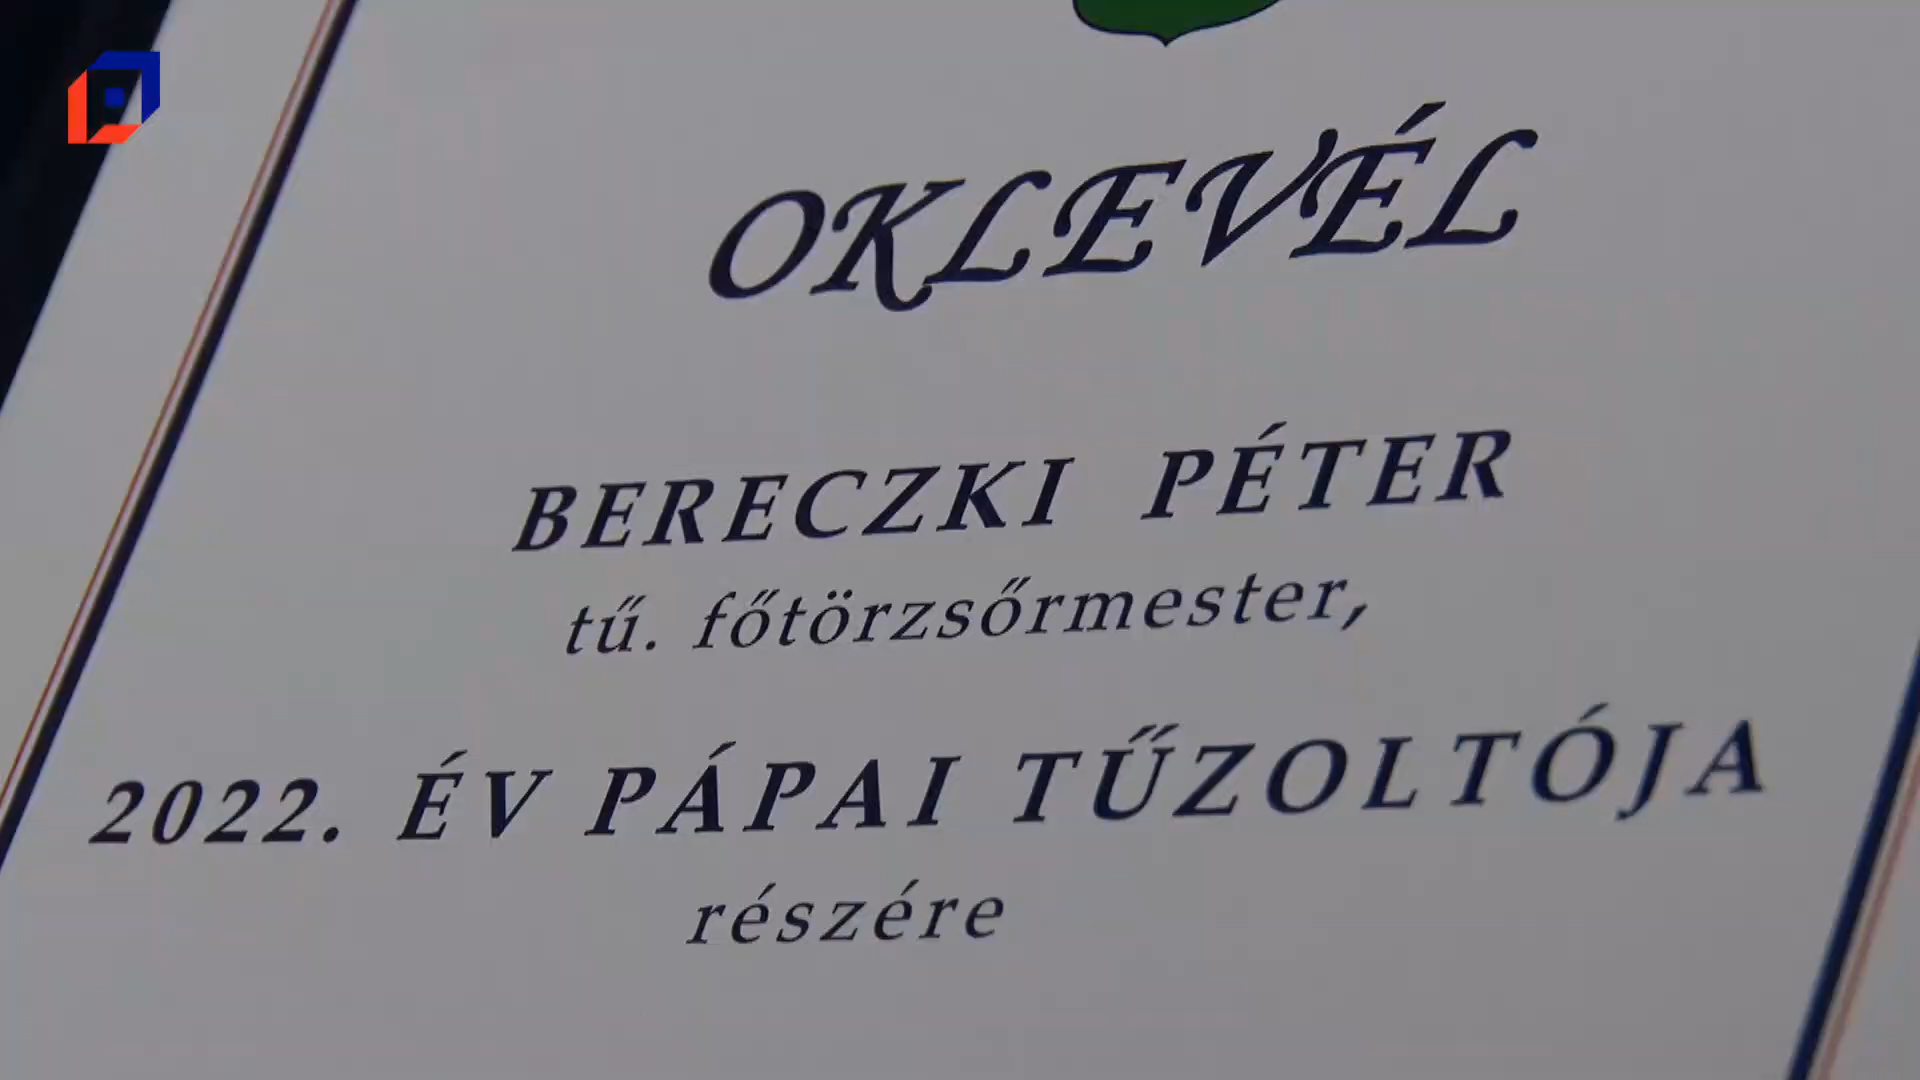 OKLEVÉL
BERECZKI PÉTER
tű. főtörzsőrmester,
2022. ÉV PÁPAI TŰZOLTÓJA
részére